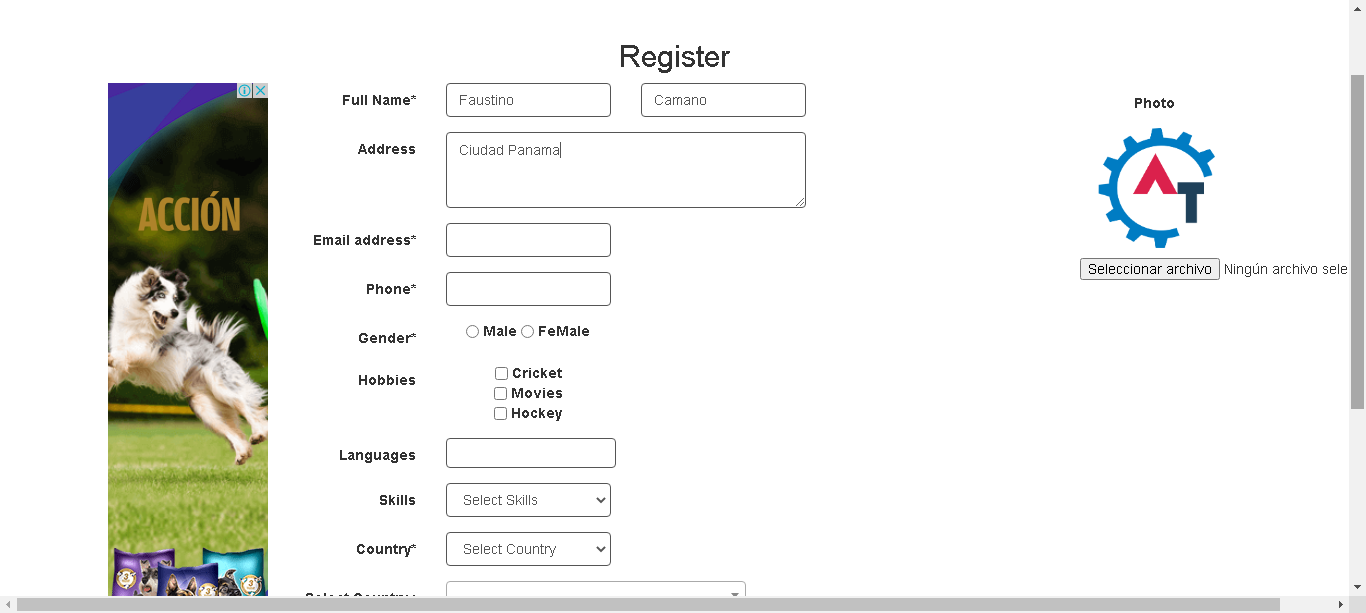 Register
Full Name*
Faustino
Camano
Photo
Address
Ciudad Panama
ACCIÓN
AT
Email address*
Seleccionar archivo Ningún archivo sele
Phone*
Gender*
Male FeMale
Hobbies
Cricket
Movies
Hockey
Languages
Skills
Select Skills
Country*
Select Country